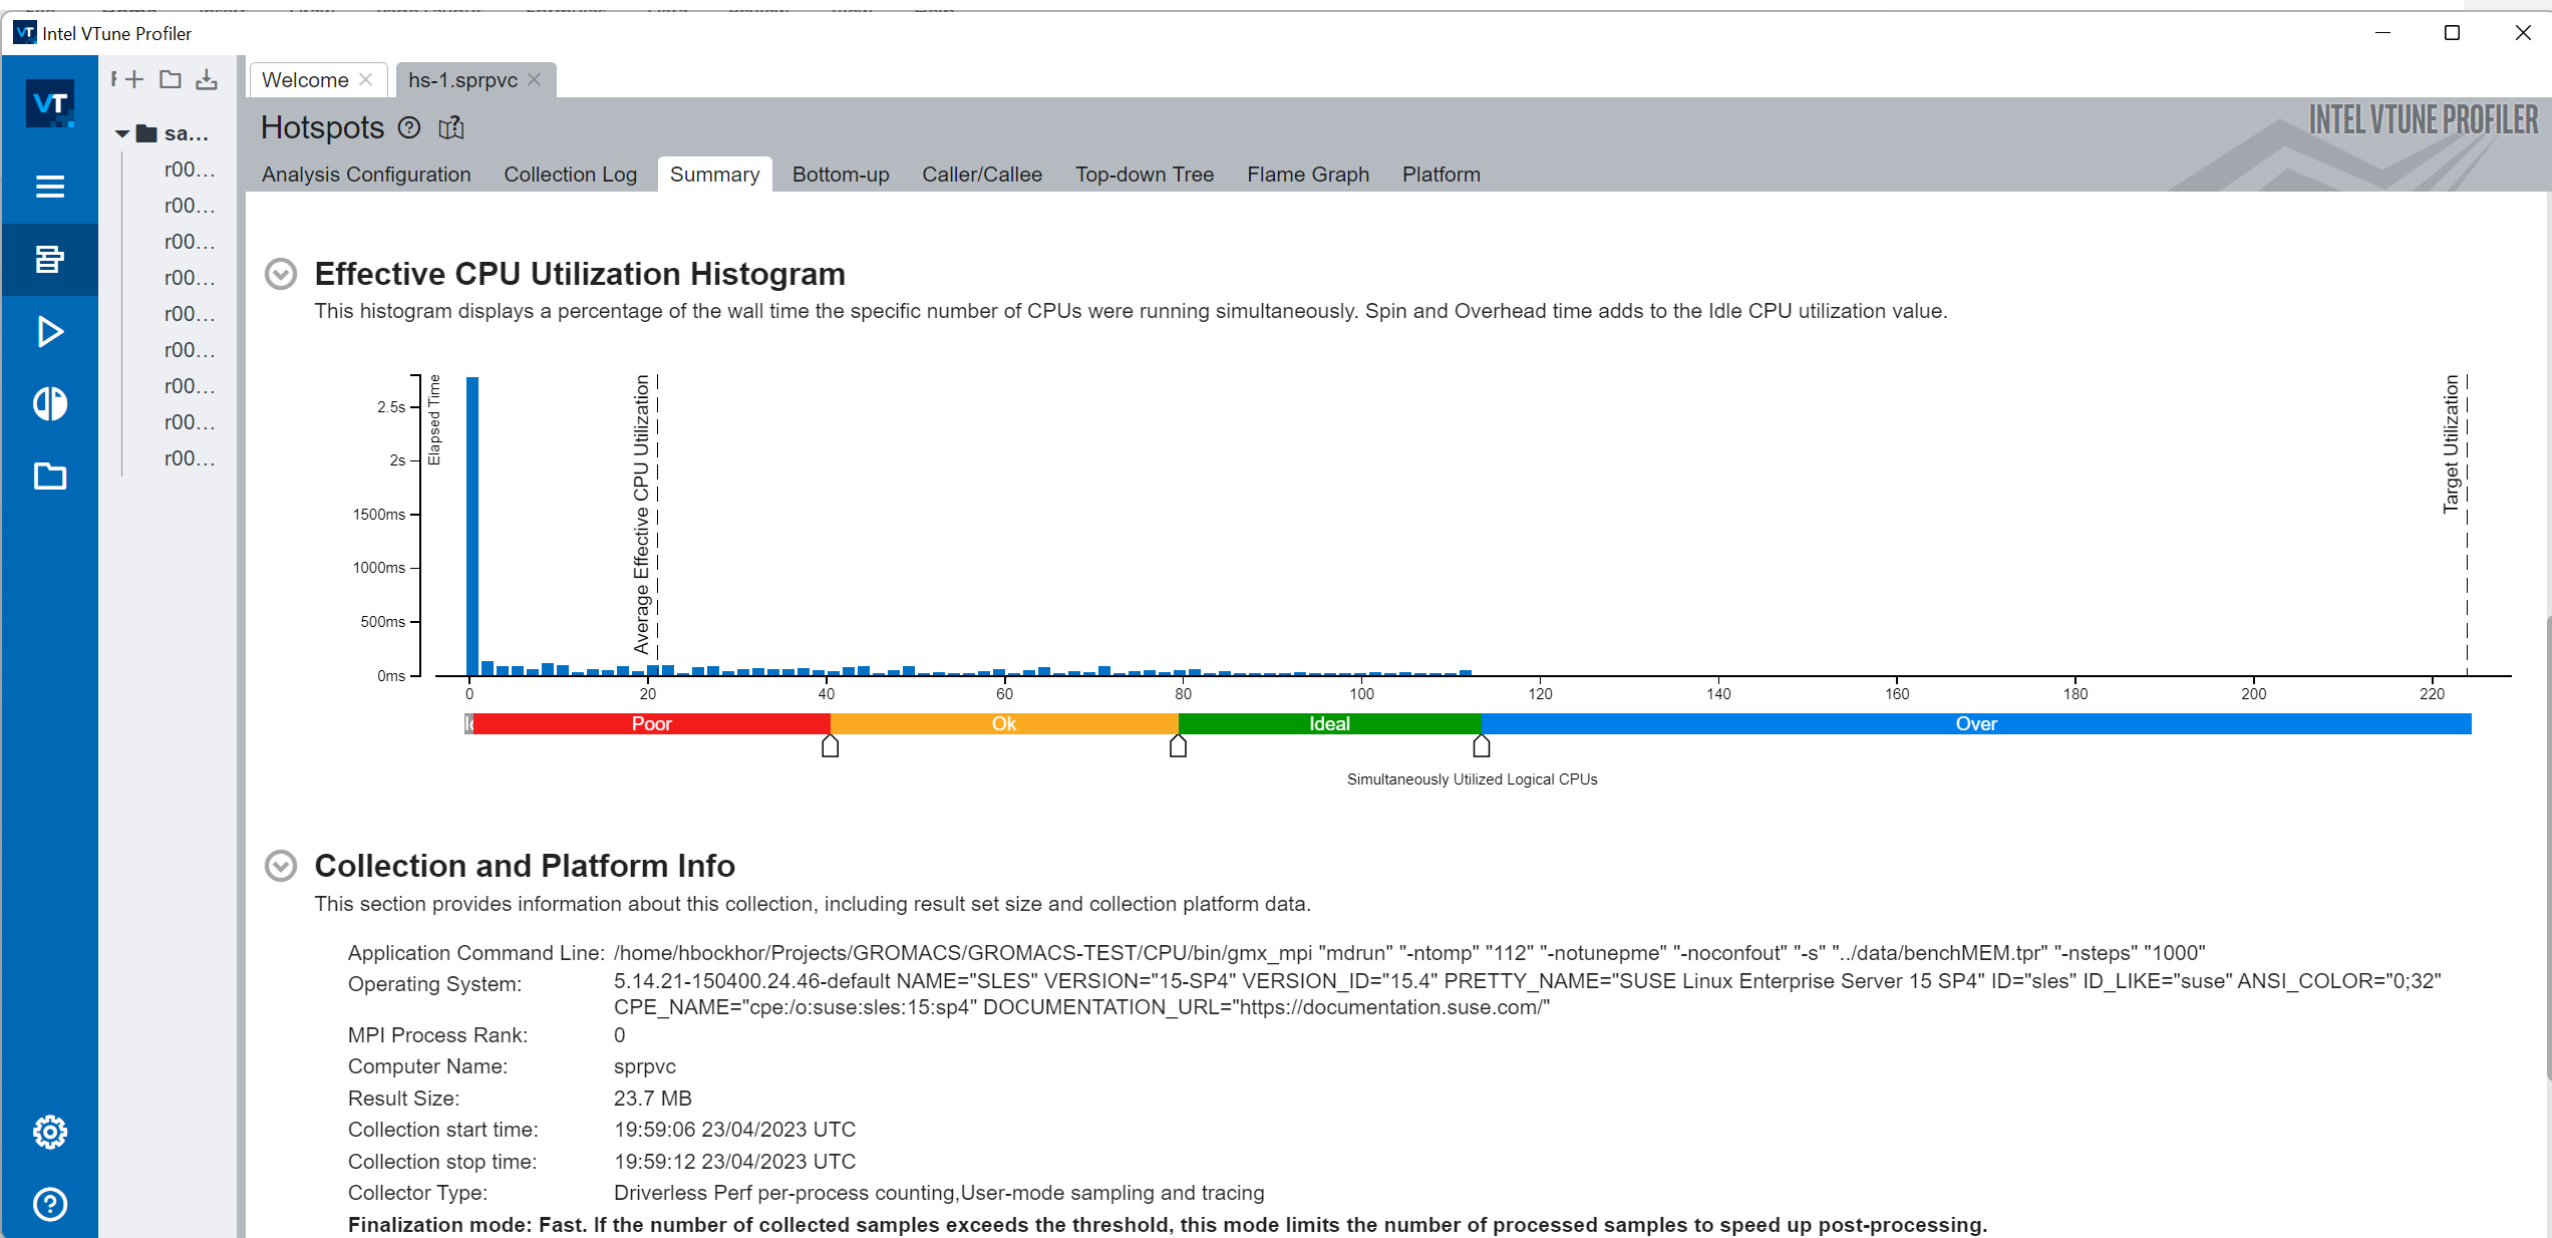 Intel VTune Profiler
Welcome
hs-1.sprpvc
VT
sa...
r00...
r00...
r00...
r00...
r00...
r00...
r00...
r00...
r00...
Hotspots
INTEL VTUNE PROFILER
Analysis Configuration Collection Log Summary Bottom-up Caller/Callee Top-down Tree Flame Graph Platform
Effective CPU Utilization Histogram
This histogram displays a percentage of the wall time the specific number of CPUs were running simultaneously. Spin and Overhead time adds to the Idle CPU utilization value.
Elapsed Time
2.5s
2s
1500ms
1000ms
500ms
0ms
Average Effective CPU Utilization
Target Utilization
0 20 40 60 80 100 120 140 160 180 200 220
Poor Ok Ideal Over
Simultaneously Utilized Logical CPUs
Collection and Platform Info
This section provides information about this collection, including result set size and collection platform data.
Application Command Line: /home/hbockhor/Projects/GROMACS/GROMACS-TEST/CPU/bin/gmx_mpi "mdrun" "-ntomp" "112" "-notunepme" "-noconfout" "-s" "../data/benchMEM.tpr" "-nsteps" "1000"
Operating System: 5.14.21-150400.24.46-default NAME="SLES" VERSION="15-SP4" VERSION_ID="15.4" PRETTY_NAME="SUSE Linux Enterprise Server 15 SP4" ID="sles" ID_LIKE="suse" ANSI_COLOR="0;32"
CPE_NAME="cpe:/o:suse:sles:15:sp4" DOCUMENTATION_URL="https://documentation.suse.com/"
MPI Process Rank: 0
Computer Name: sprpvc
Result Size: 23.7 MB
Collection start time: 19:59:06 23/04/2023 UTC
Collection stop time: 19:59:12 23/04/2023 UTC
Collector Type: Driverless Perf per-process counting,User-mode sampling and tracing
Finalization mode: Fast. If the number of collected samples exceeds the threshold, this mode limits the number of processed samples to speed up post-processing.